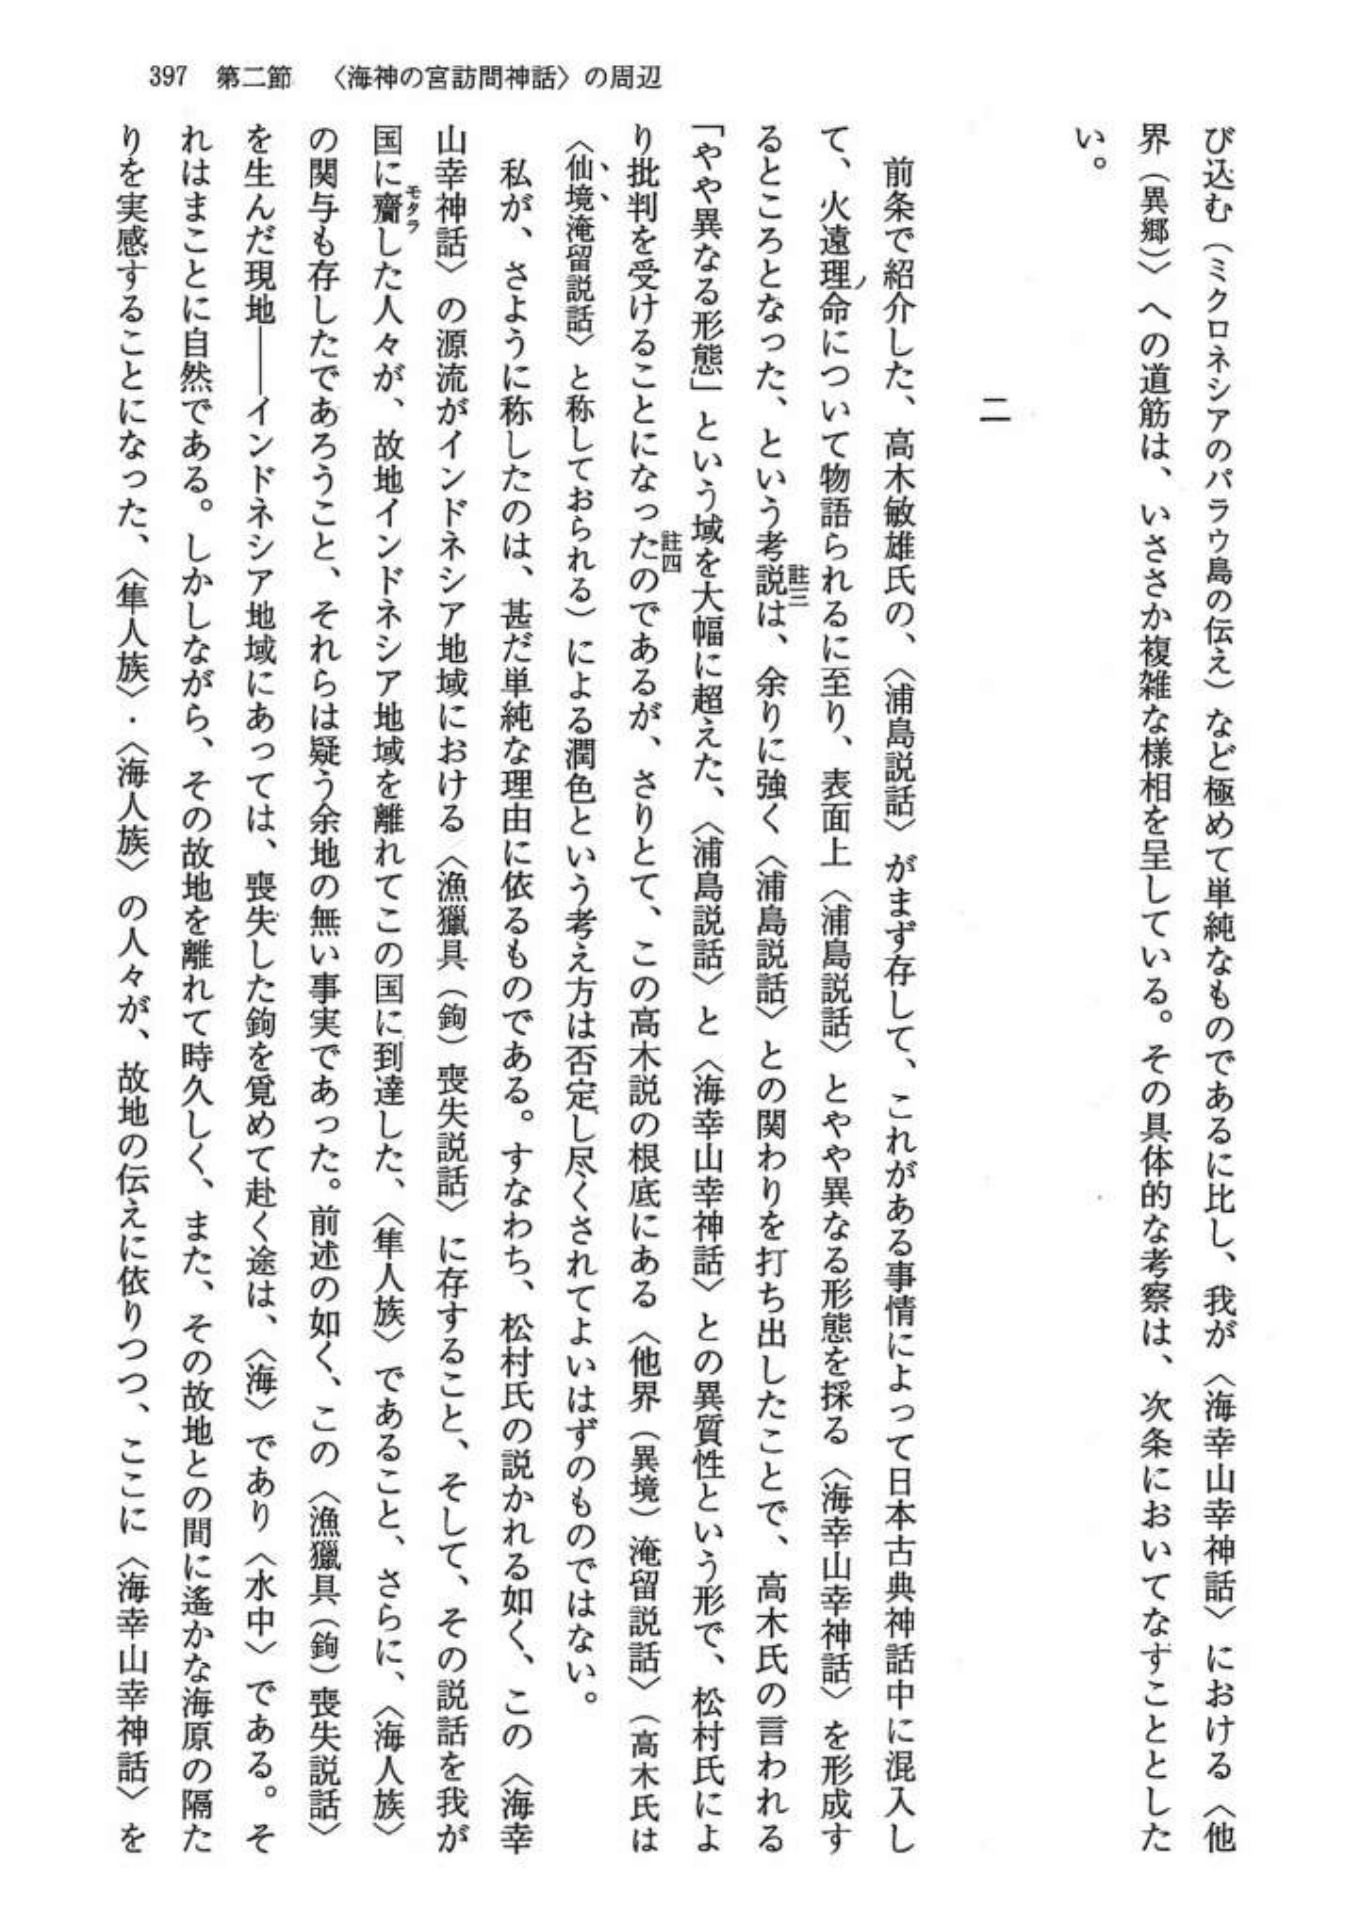 397　第二節　〈海神の宮訪問神話〉の周辺
び込む（ミクロネシアのパラウ島の伝え）など極めて単純なものであるに比し、我が〈海幸山幸神話〉における〈他
界（異郷）〉への道筋は、いささか複雑な様相を呈している。その具体的な考察は、次条においてなすこととした
い。
二
前条で紹介した、高木敏雄氏の、〈浦島説話〉がまず存して、これがある事情によって日本古典神話中に混入し
て、火遠理ノ命について物語られるに至り、表面上〈浦島説話〉とやや異なる形態を採る〈海幸山幸神話〉を形成す
るところとなった、という考説註三は、余りに強く〈浦島説話〉との関わりを打ち出したことで、高木氏の言われる
「やや異なる形態」という域を大幅に超えた、〈浦島説話〉と〈海幸山幸神話〉との異質性という形で、松村氏によ
り批判を受けることになった註四のであるが、さりとて、この高木説の根底にある〈他界（異境）淹留説話〉（高木氏は
〈仙境淹留説話〉と称しておられる）による潤色という考え方は否定し尽くされてよいはずのものではない。
私が、さように称したのは、甚だ単純な理由に依るものである。すなわち、松村氏の説かれる如く、この〈海幸
山幸神話〉の源流がインドネシア地域における〈漁獵具（鉤）喪失説話〉に存すること、そして、その説話を我が
国に齎モタラした人々が、故地インドネシア地域を離れてこの国に到達した、〈隼人族〉であること、さらに、〈海人族〉
の関与も存したであろうこと、それらは疑う余地の無い事実であった。前述の如く、この〈漁獵具（鉤）喪失説話〉
を生んだ現地――インドネシア地域にあっては、喪失した鉤を覓めて赴く途は、〈海〉であり〈水中〉である。そ
れはまことに自然である。しかしながら、その故地を離れて時久しく、また、その故地との間に遙かな海原の隔た
りを実感することになった、〈隼人族〉・〈海人族〉の人々が、故地の伝えに依りつつ、ここに〈海幸山幸神話〉を